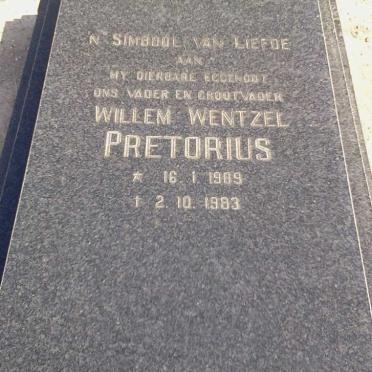 'N SIMBOOL VAN LIEFDE
AAN
MY DIERBARE EGGENOOT
ONS VADER EN GROOTVADER
WILLEM WENTZEL
PRETORIUS
* 16.1.1909
† 2.10.1983